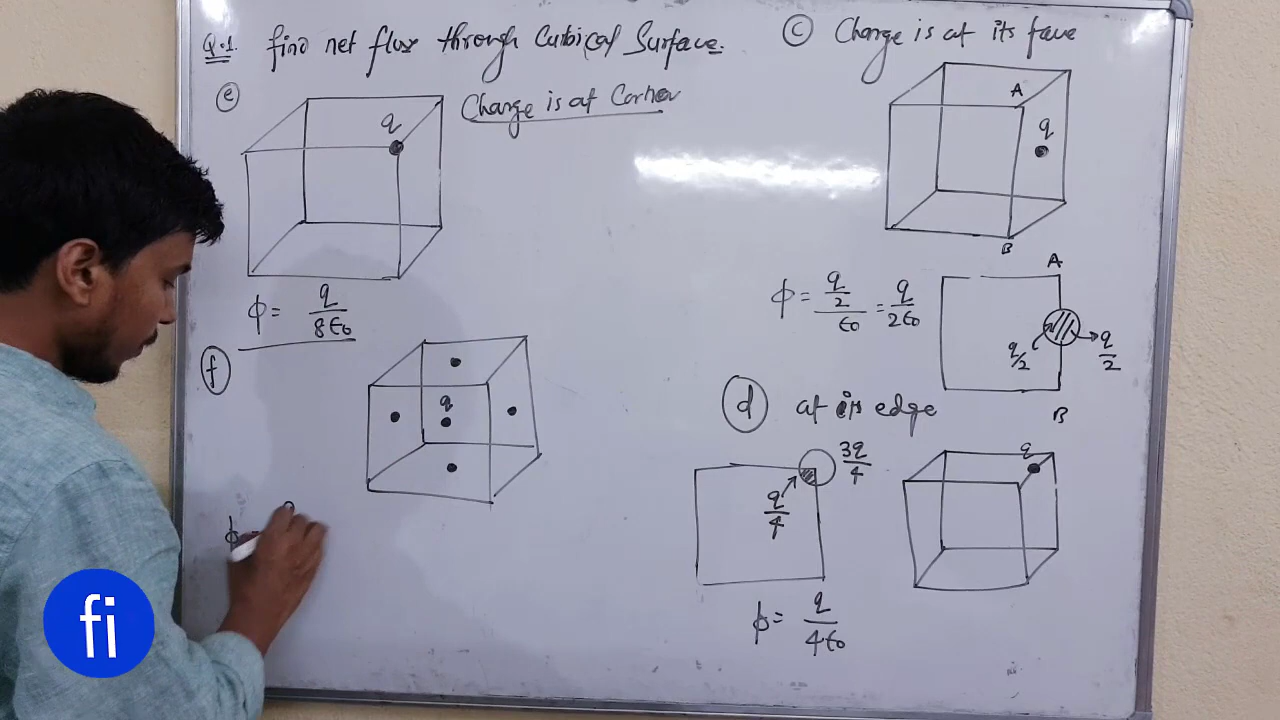 Q.1. find net flux through Cubical Surface.
(e) Charge is at Corner
q
ϕ = q/8ϵ₀
(f)
q
ϕ =
(c) Charge is at its face
A
q
B
ϕ = (q/2)/ϵ₀ = q/2ϵ₀
A
q/2
q/2
B
(d) at its edge
3q/4
q/4
q
ϕ = q/4ϵ₀
fi